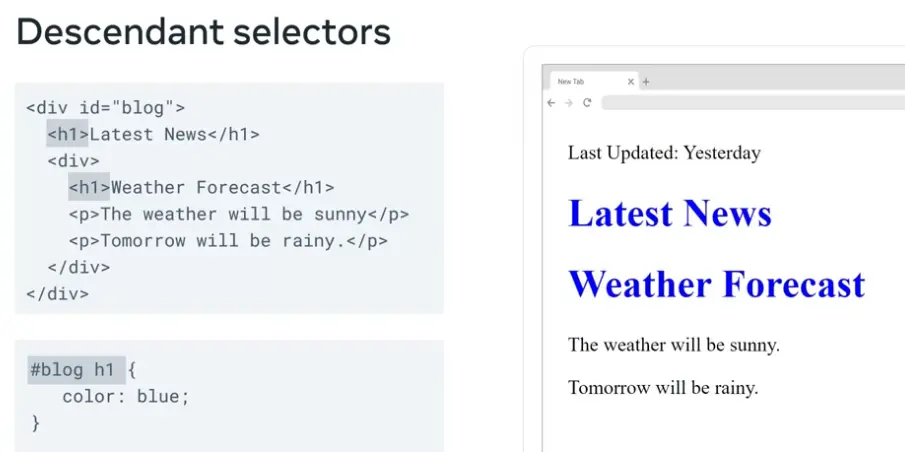 Descendant selectors
<div id="blog">
<h1>Latest News</h1>
<div>
<h1>Weather Forecast</h1>
<p>The weather will be sunny</p>
<p>Tomorrow will be rainy.</p>
</div>
</div>
#blog h1 {
color: blue;
}
New Tab
Last Updated: Yesterday
Latest News
Weather Forecast
The weather will be sunny.
Tomorrow will be rainy.